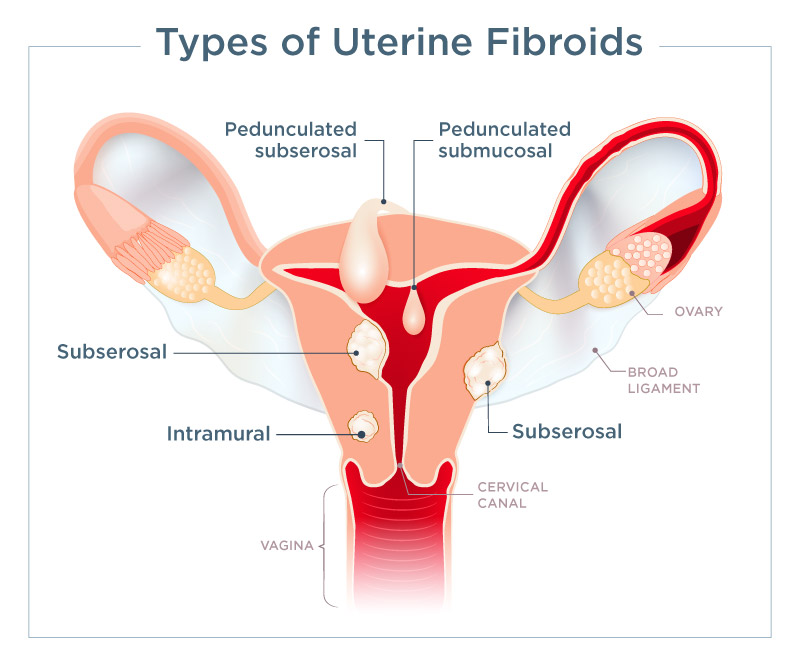 Types of Uterine Fibroids
Pedunculated
subserosal
Pedunculated
submucosal
OVARY
Subserosal
BROAD
LIGAMENT
Intramural
Subserosal
CERVICAL
CANAL
VAGINA